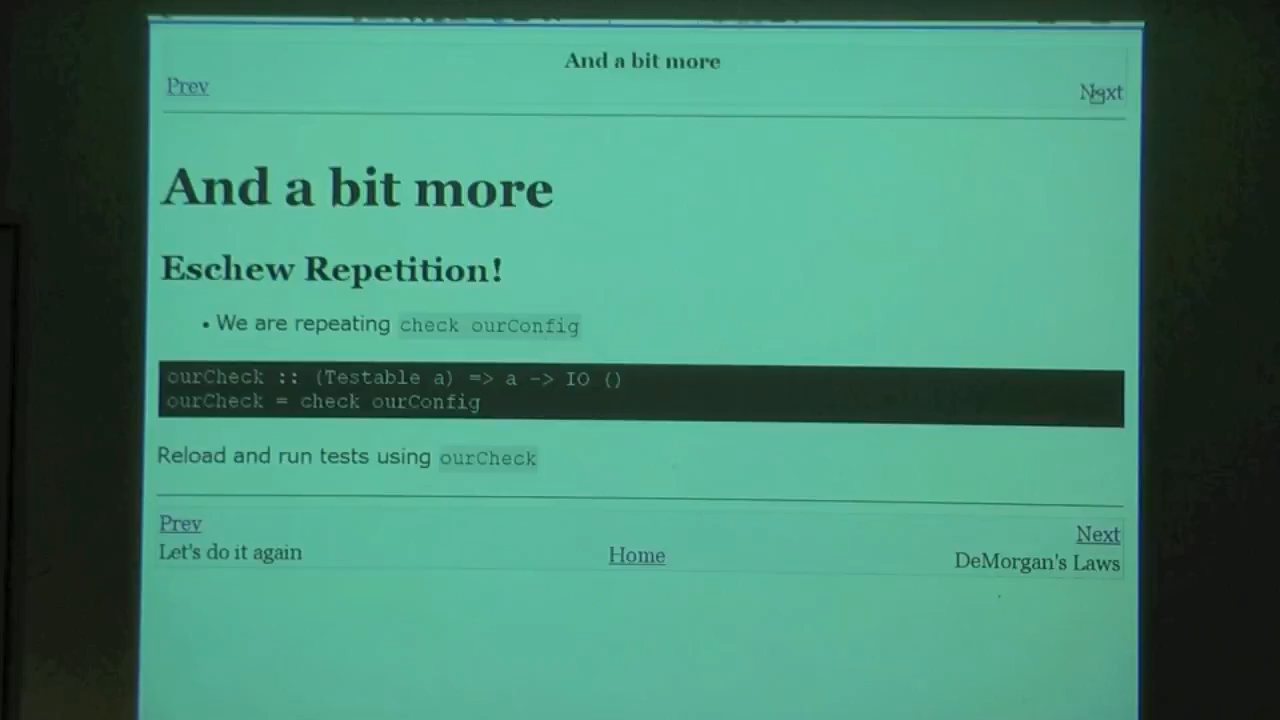 And a bit more
Prev
Next
And a bit more
Eschew Repetition!
• We are repeating check ourConfig
ourCheck :: (Testable a) => a -> IO ()
ourCheck = check ourConfig
Reload and run tests using ourCheck
Prev
Next
Let's do it again
Home
DeMorgan's Laws